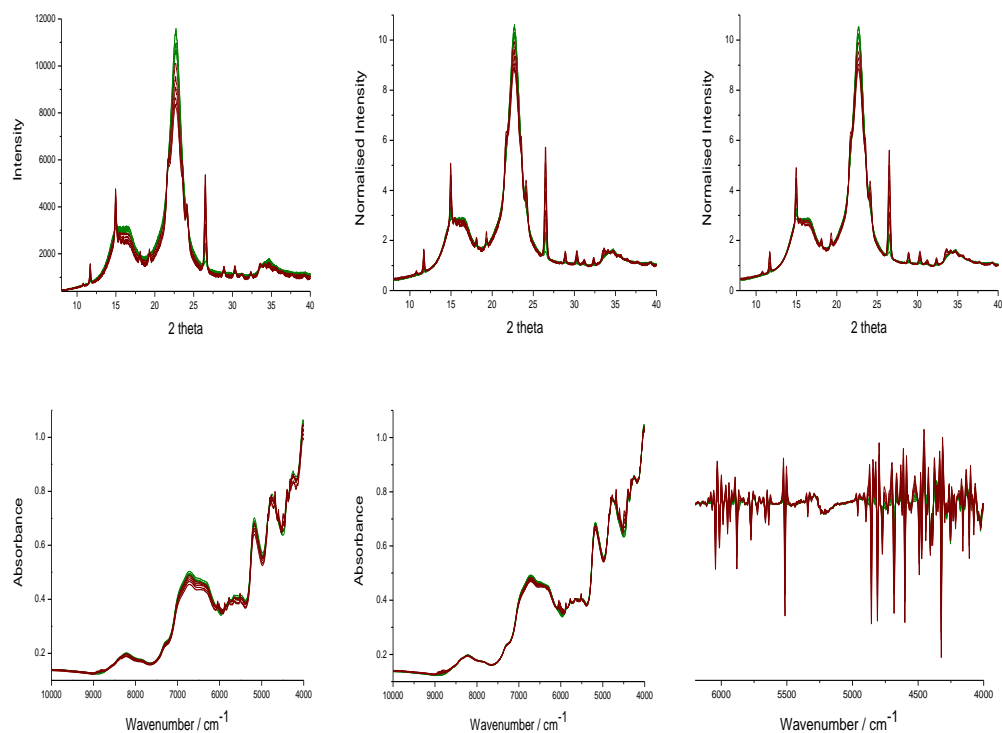 12000
10000
8000
6000
4000
2000
Intensity
10 15 20 25 30 35 40
2 theta
10
8
6
4
2
0
Normalised Intensity
10 15 20 25 30 35 40
2 theta
10
8
6
4
2
0
Normalised Intensity
10 15 20 25 30 35 40
2 theta
1.0
0.8
0.6
0.4
0.2
Absorbance
10000 9000 8000 7000 6000 5000 4000
Wavenumber / cm⁻¹
1.0
0.8
0.6
0.4
0.2
Absorbance
10000 9000 8000 7000 6000 5000 4000
Wavenumber / cm⁻¹
6000 5500 5000 4500 4000
Wavenumber / cm⁻¹